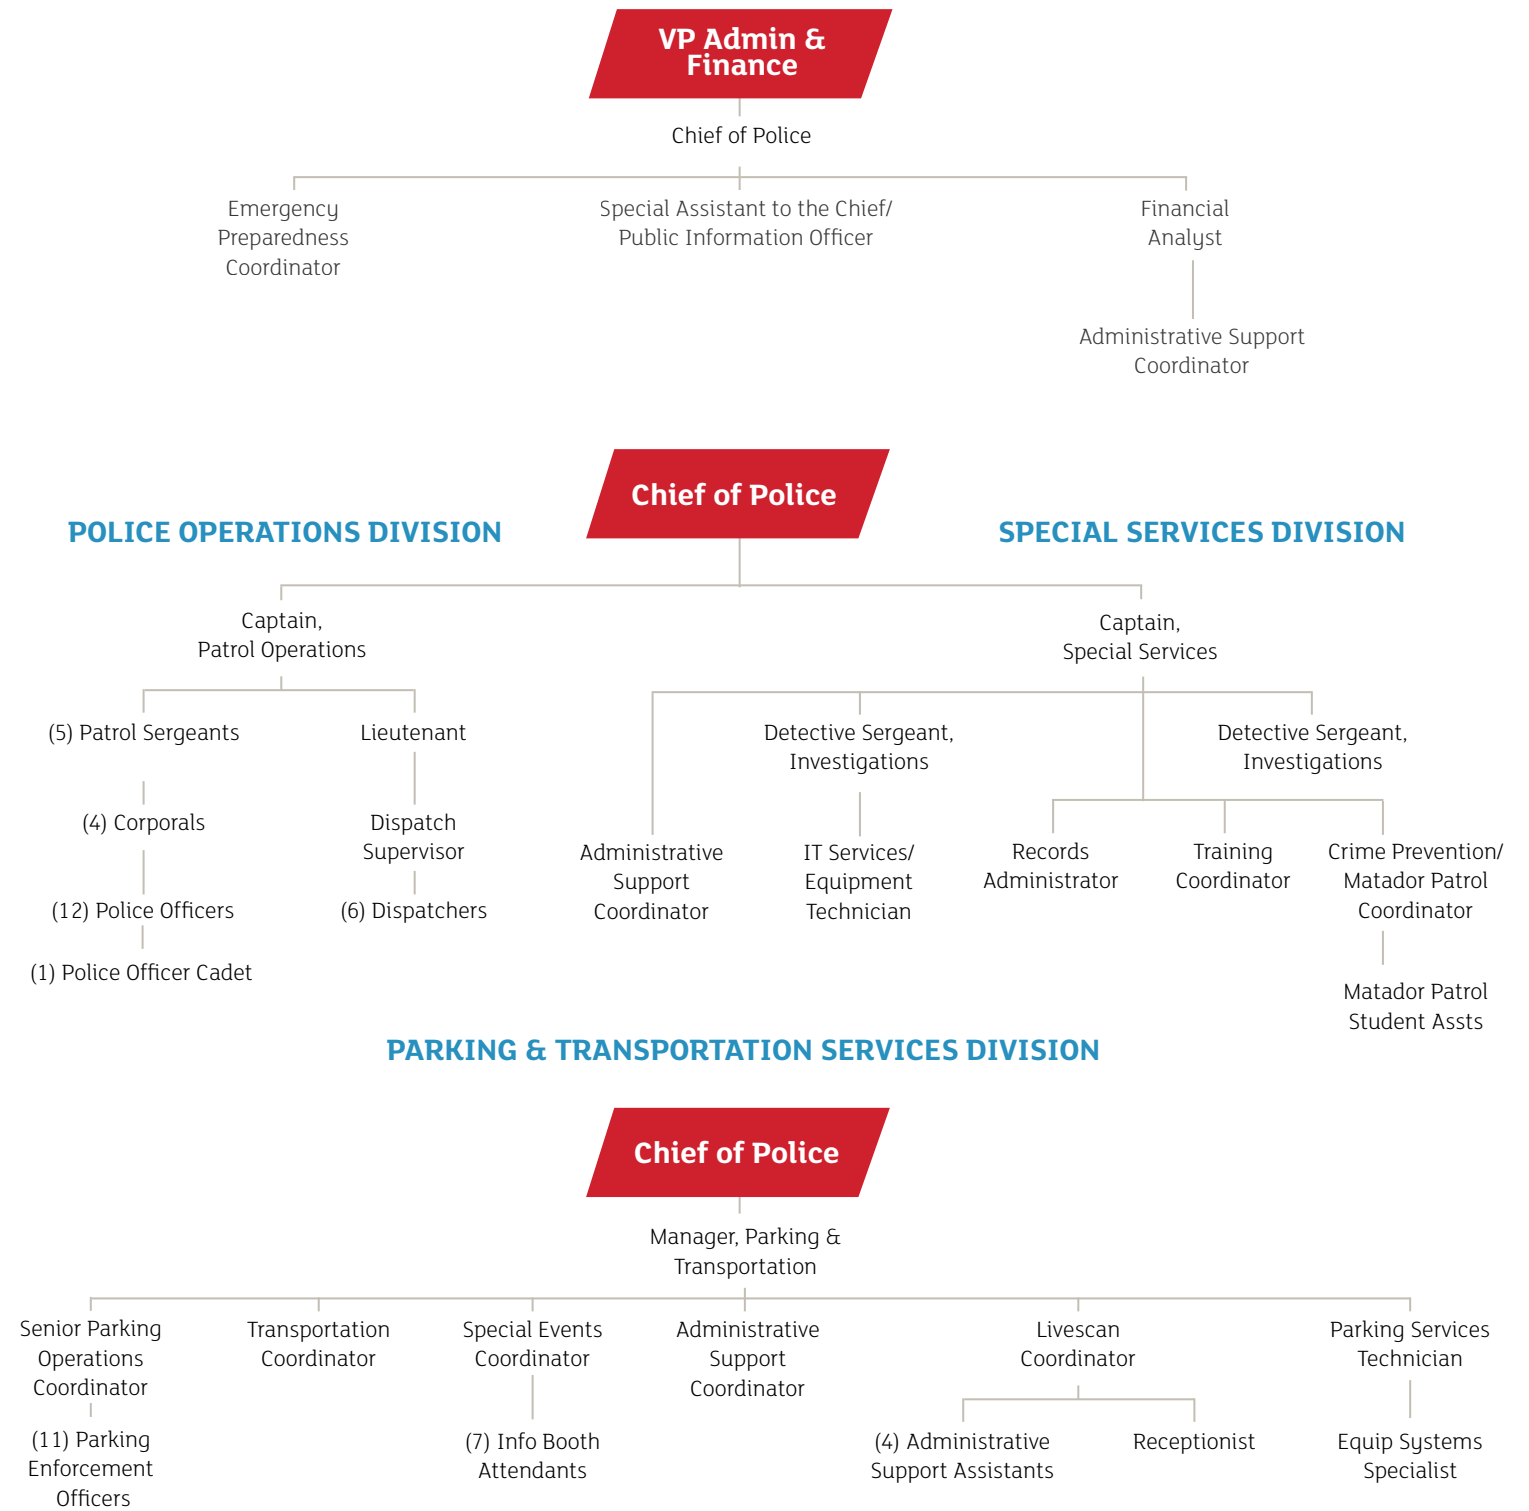 VP Admin &
Finance
Chief of Police
Emergency
Preparedness
Coordinator
Special Assistant to the Chief/
Public Information Officer
Financial
Analyst
Administrative Support
Coordinator
Chief of Police
POLICE OPERATIONS DIVISION
SPECIAL SERVICES DIVISION
Captain,
Patrol Operations
(5) Patrol Sergeants
Lieutenant
(4) Corporals
Dispatch
Supervisor
(12) Police Officers
(6) Dispatchers
(1) Police Officer Cadet
Captain,
Special Services
Detective Sergeant,
Investigations
Detective Sergeant,
Investigations
Administrative
Support
Coordinator
IT Services/
Equipment
Technician
Records
Administrator
Training
Coordinator
Crime Prevention/
Matador Patrol
Coordinator
Matador Patrol
Student Assts
PARKING & TRANSPORTATION SERVICES DIVISION
Chief of Police
Manager, Parking &
Transportation
Senior Parking
Operations
Coordinator
Transportation
Coordinator
Special Events
Coordinator
Administrative
Support
Coordinator
Livescan
Coordinator
Parking Services
Technician
(11) Parking
Enforcement
Officers
(7) Info Booth
Attendants
(4) Administrative
Support Assistants
Receptionist
Equip Systems
Specialist